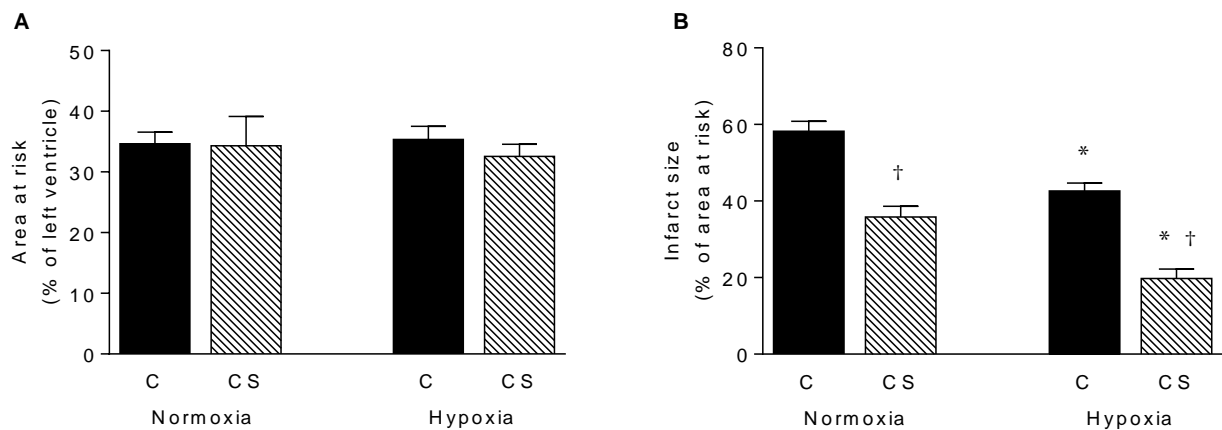 A
Area at risk
(% of left ventricle)
50
40
30
20
10
0
C
CS
C
CS
Normoxia
Hypoxia
B
Infarct size
(% of area at risk)
80
60
40
20
0
†
*
* †
C
CS
C
CS
Normoxia
Hypoxia